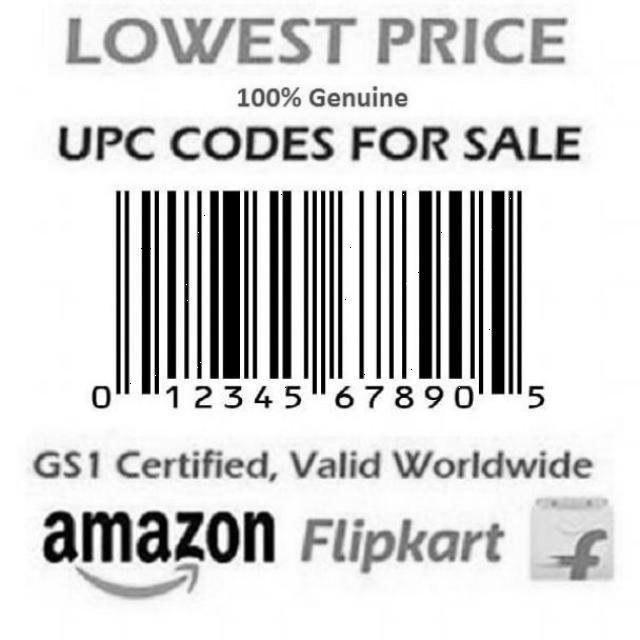 LOWEST PRICE
100% Genuine
UPC CODES FOR SALE
0 12345 67890 5
GS1 Certified, Valid Worldwide
amazon Flipkart f